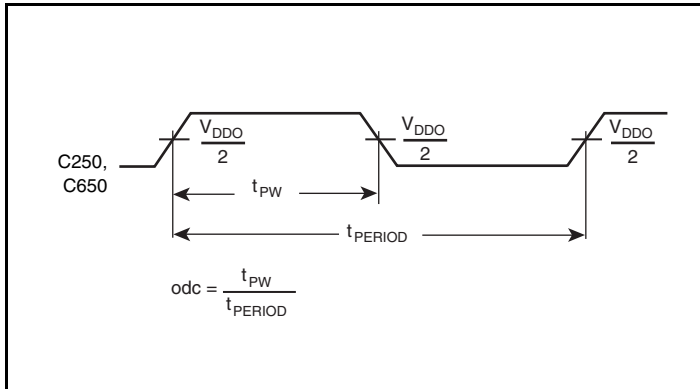 V_DDO / 2
V_DDO / 2
V_DDO / 2
C250,
C650
t_PW
t_PERIOD
odc = t_PW / t_PERIOD